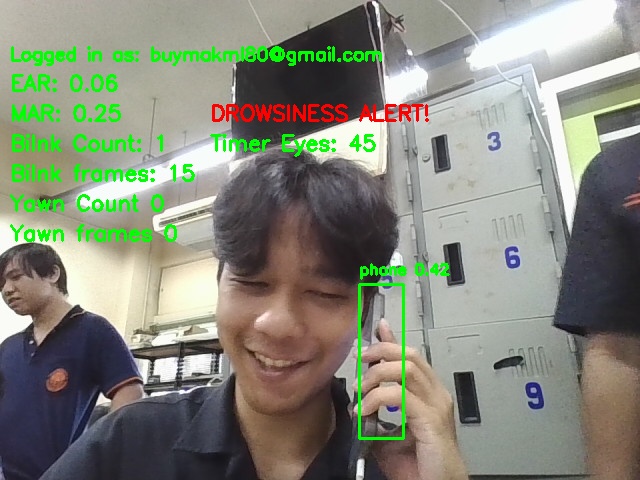 Logged in as: buymakml80@gmail.com
EAR: 0.06
MAR: 0.25 DROWSINESS ALERT!
Blink Count: 1 Timer Eyes: 45
Blink frames: 15
Yawn Count 0
Yawn frames 0
phone 0.42
3
6
9